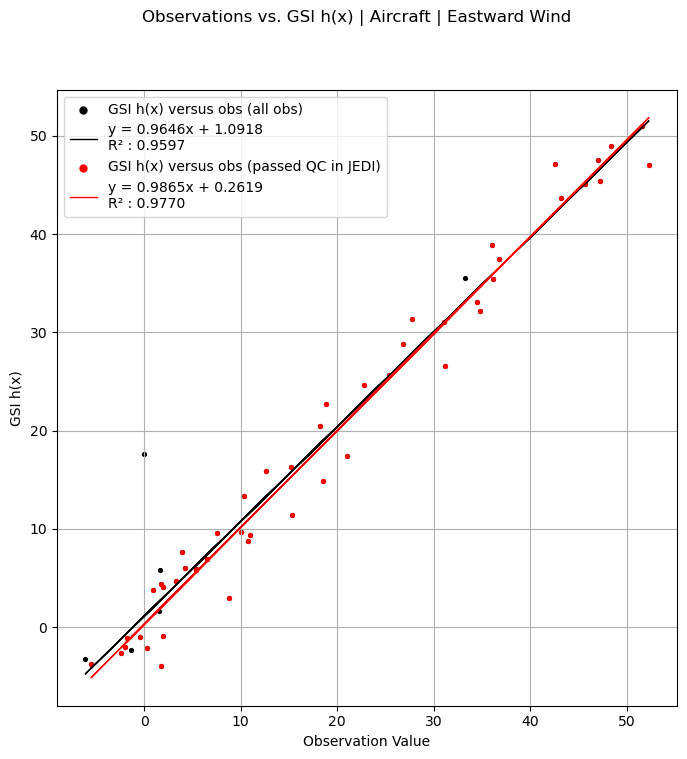 Observations vs. GSI h(x) | Aircraft | Eastward Wind
GSI h(x) versus obs (all obs)
y = 0.9646x + 1.0918
R² : 0.9597
GSI h(x) versus obs (passed QC in JEDI)
y = 0.9865x + 0.2619
R² : 0.9770
50
40
30
20
10
0
GSI h(x)
0 10 20 30 40 50
Observation Value